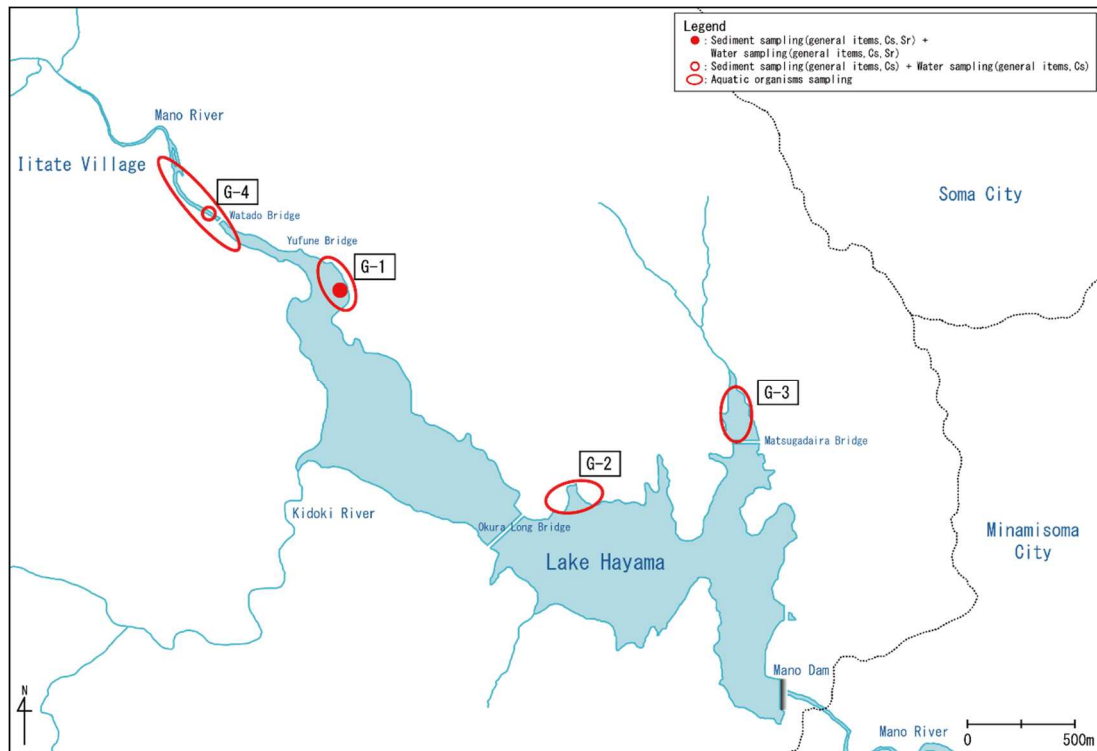 Legend
: Sediment sampling(general items,Cs,Sr) +
Water sampling(general items,Cs,Sr)
: Sediment sampling(general items,Cs) + Water sampling(general items,Cs)
: Aquatic organisms sampling
Mano River
Iitate Village
G-4
Watado Bridge
Yufune Bridge
G-1
Soma City
G-3
Matsugadaira Bridge
G-2
Kidoki River
Okura Long Bridge
Lake Hayama
Minamisoma
City
Mano Dam
N
Mano River
0 500m